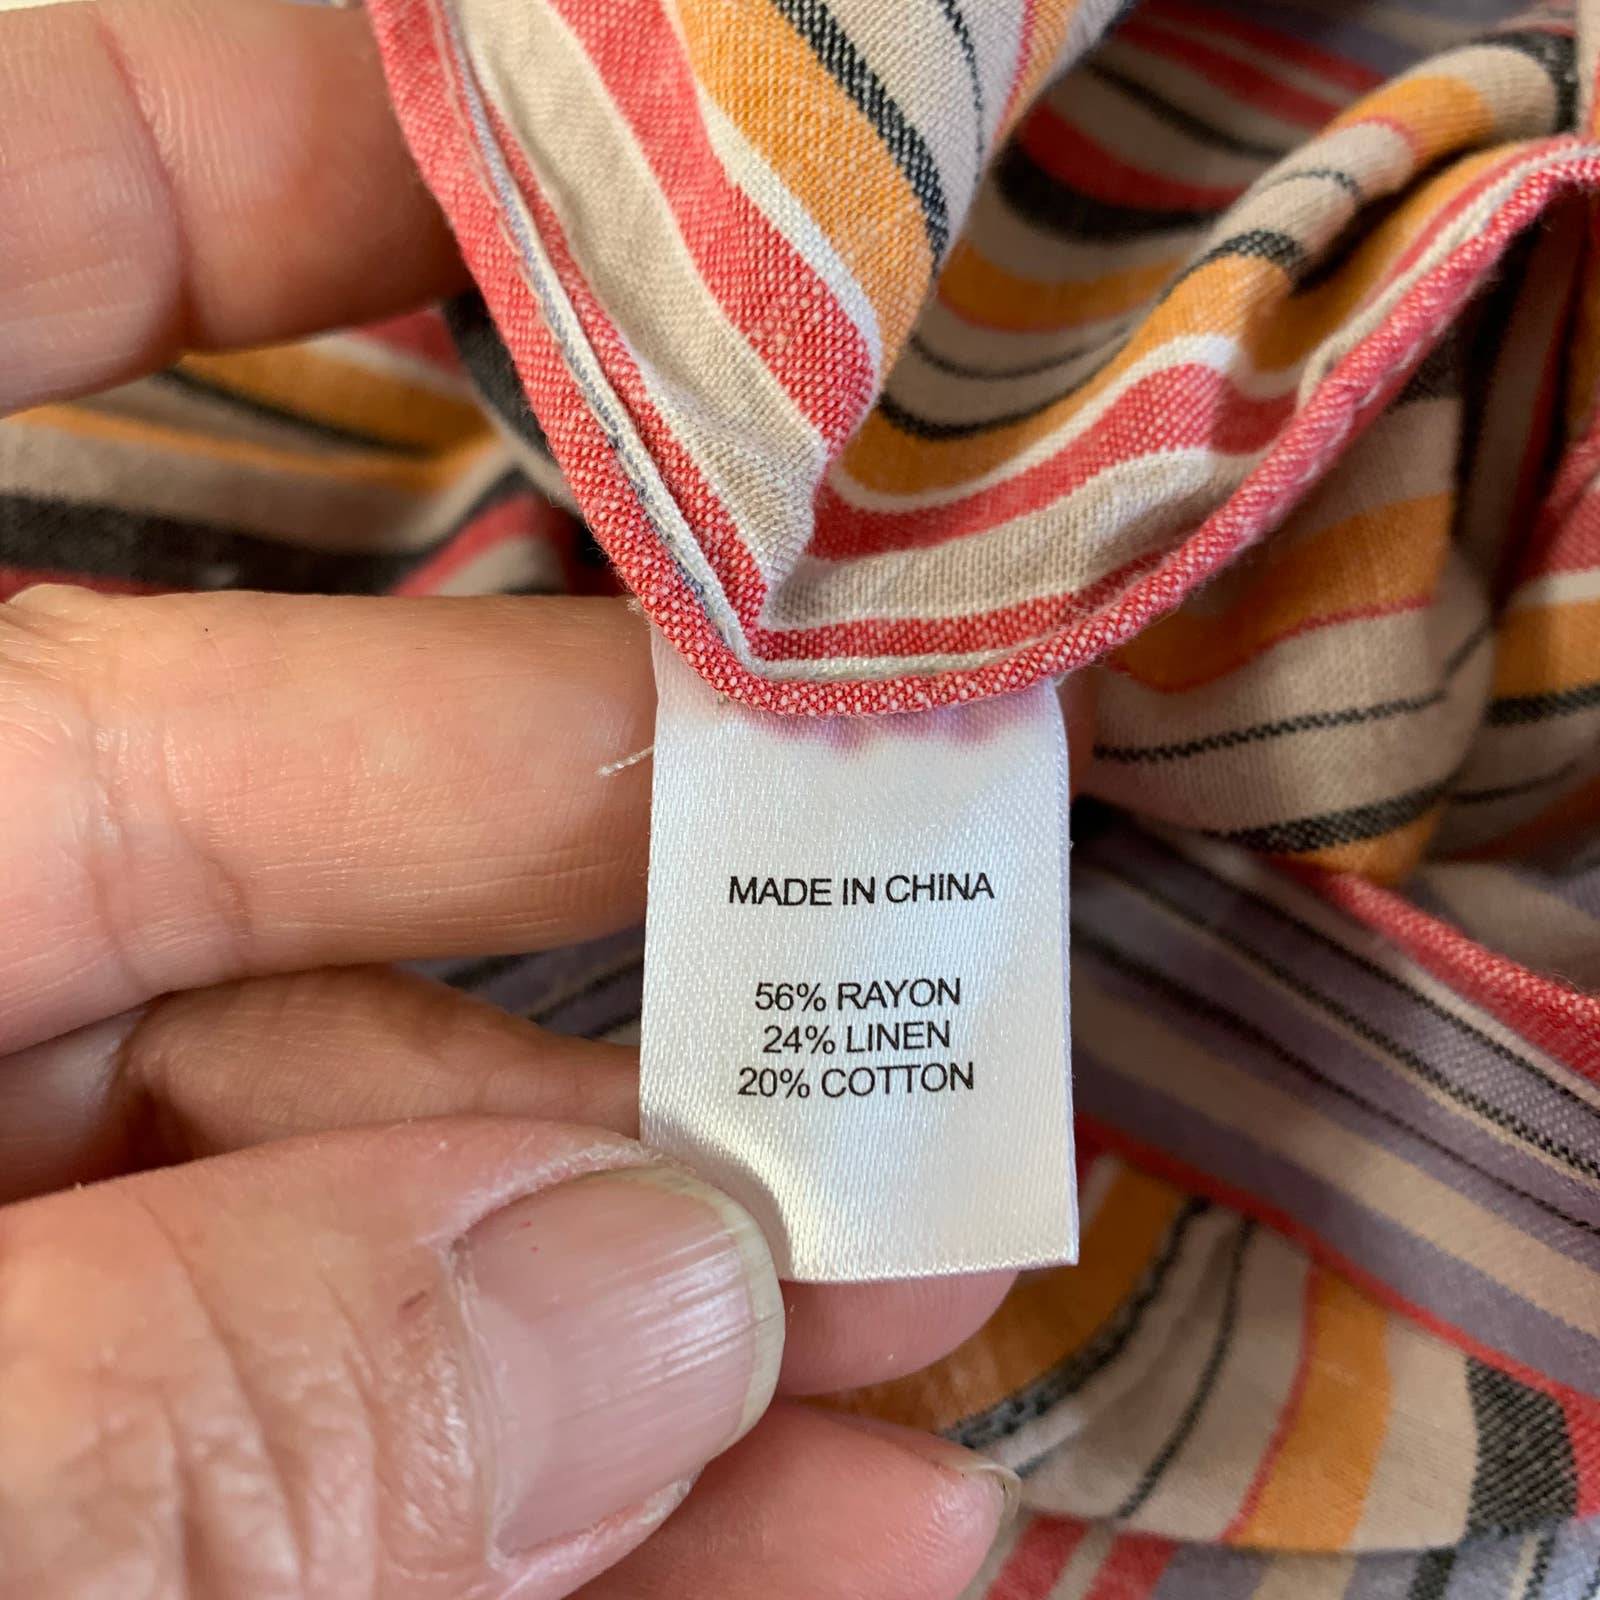 MADE IN CHINA
56% RAYON
24% LINEN
20% COTTON